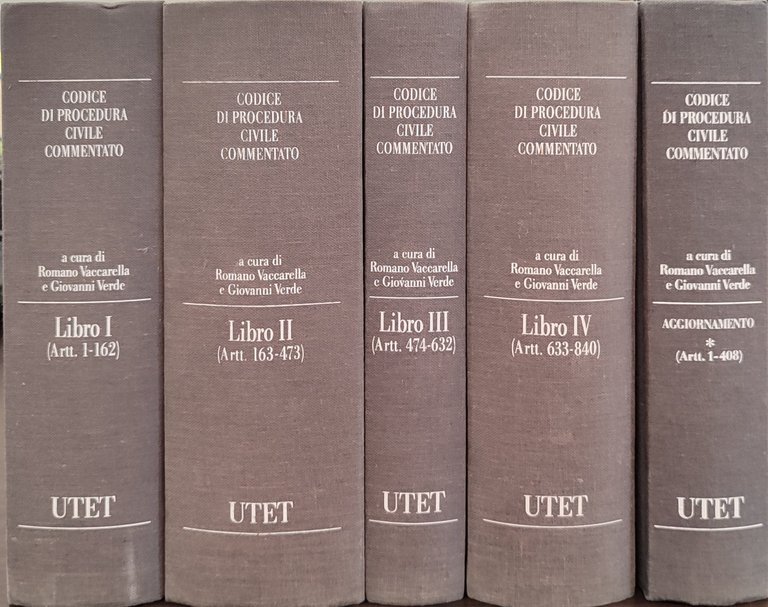 CODICE
DI PROCEDURA
CIVILE
COMMENTATO
a cura di
Romano Vaccarella
e Giovanni Verde
Libro I
(Artt. 1-162)
UTET
CODICE
DI PROCEDURA
CIVILE
COMMENTATO
a cura di
Romano Vaccarella
e Giovanni Verde
Libro II
(Artt. 163-473)
UTET
CODICE
DI PROCEDURA
CIVILE
COMMENTATO
a cura di
Romano Vaccarella
e Giovanni Verde
Libro III
(Artt. 474-632)
UTET
CODICE
DI PROCEDURA
CIVILE
COMMENTATO
a cura di
Romano Vaccarella
e Giovanni Verde
Libro IV
(Artt. 633-840)
UTET
CODICE
DI PROCEDURA
CIVILE
COMMENTATO
a cura di
Romano Vaccarella
e Giovanni Verde
AGGIORNAMENTO
*
(Artt. 1-408)
UTET